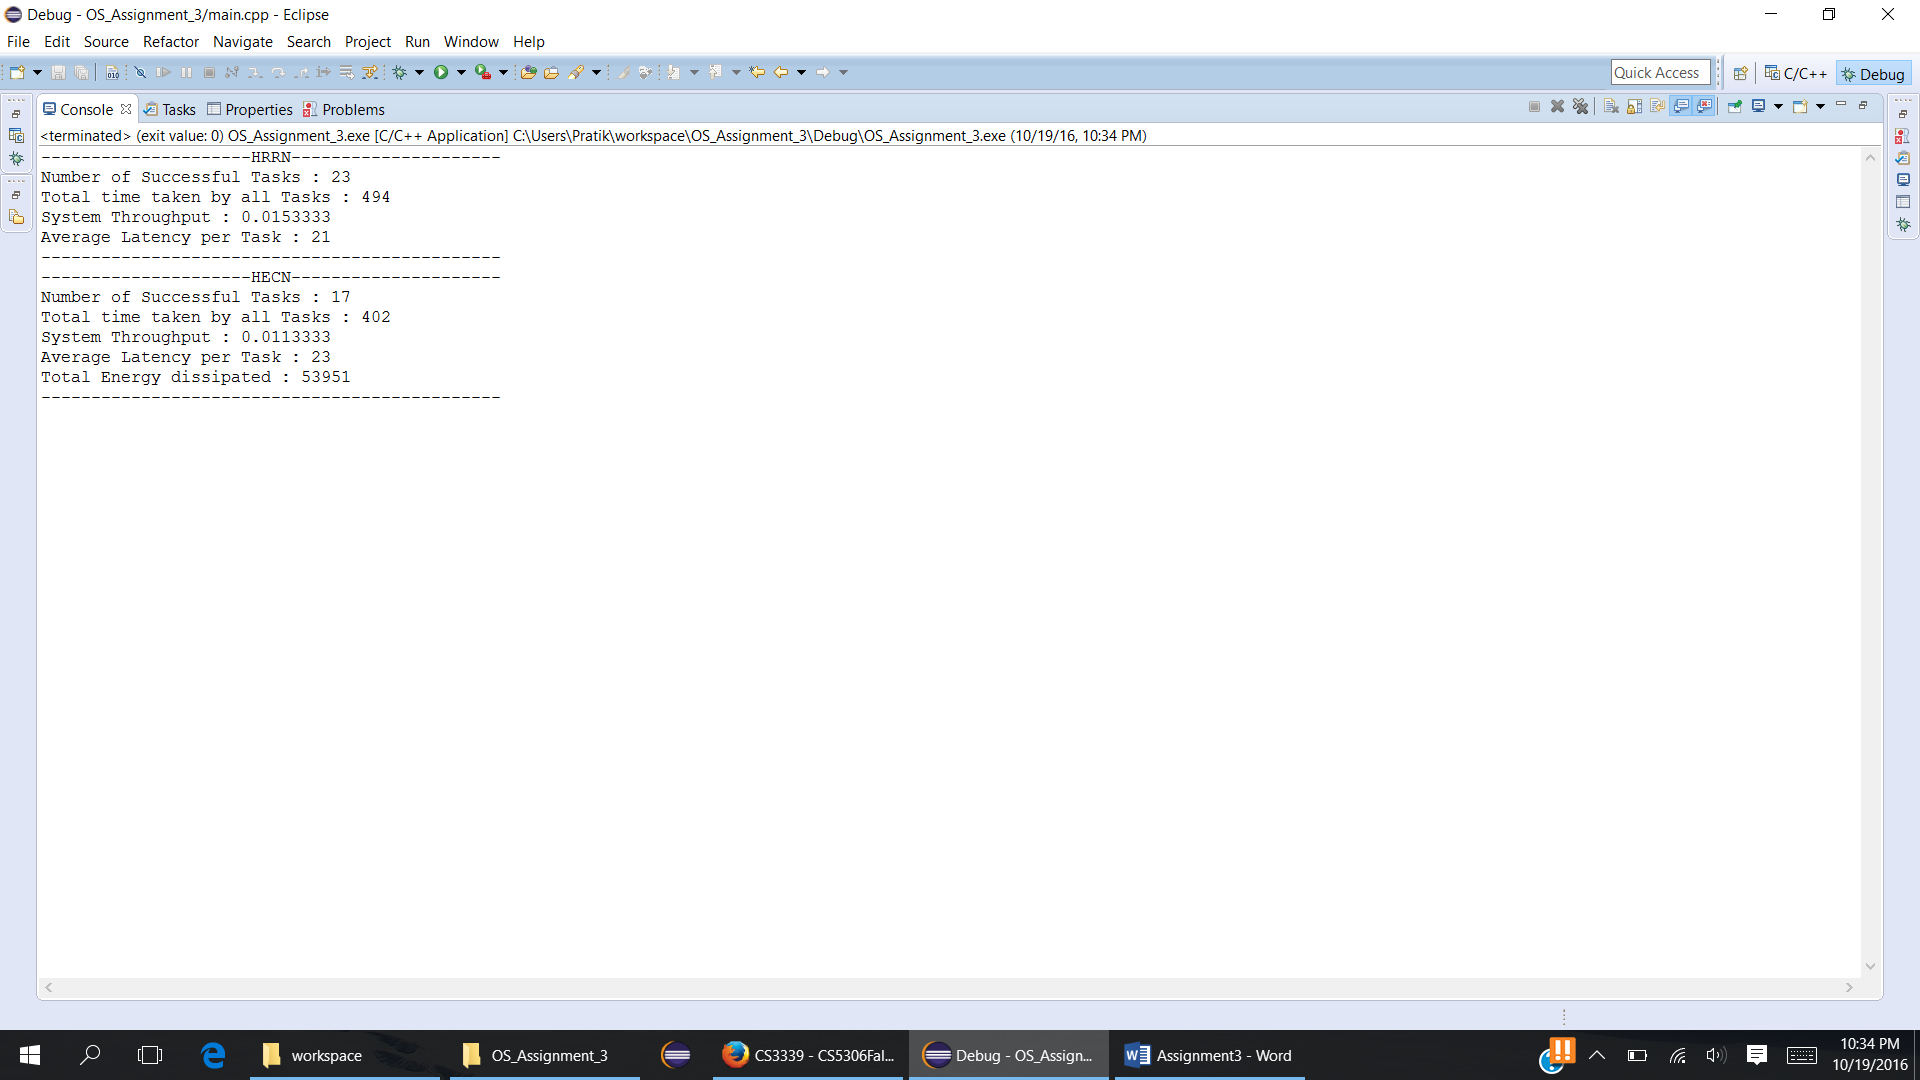 Debug - OS_Assignment_3/main.cpp - Eclipse
File Edit Source Refactor Navigate Search Project Run Window Help
Quick Access C/C++ Debug
Console Tasks Properties Problems
<terminated> (exit value: 0) OS_Assignment_3.exe [C/C++ Application] C:\Users\Pratik\workspace\OS_Assignment_3\Debug\OS_Assignment_3.exe (10/19/16, 10:34 PM)
---------------------HRRN---------------------
Number of Successful Tasks : 23
Total time taken by all Tasks : 494
System Throughput : 0.0153333
Average Latency per Task : 21
----------------------------------------------
---------------------HECN---------------------
Number of Successful Tasks : 17
Total time taken by all Tasks : 402
System Throughput : 0.0113333
Average Latency per Task : 23
Total Energy dissipated : 53951
----------------------------------------------
workspace OS_Assignment_3 CS3339 - CS5306Fal... Debug - OS_Assign... Assignment3 - Word
10:34 PM
10/19/2016